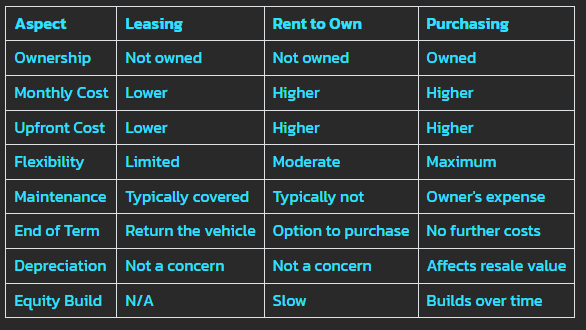 Aspect Leasing Rent to Own Purchasing
Ownership Not owned Not owned Owned
Monthly Cost Lower Higher Higher
Upfront Cost Lower Higher Higher
Flexibility Limited Moderate Maximum
Maintenance Typically covered Typically not Owner's expense
End of Term Return the vehicle Option to purchase No further costs
Depreciation Not a concern Not a concern Affects resale value
Equity Build N/A Slow Builds over time